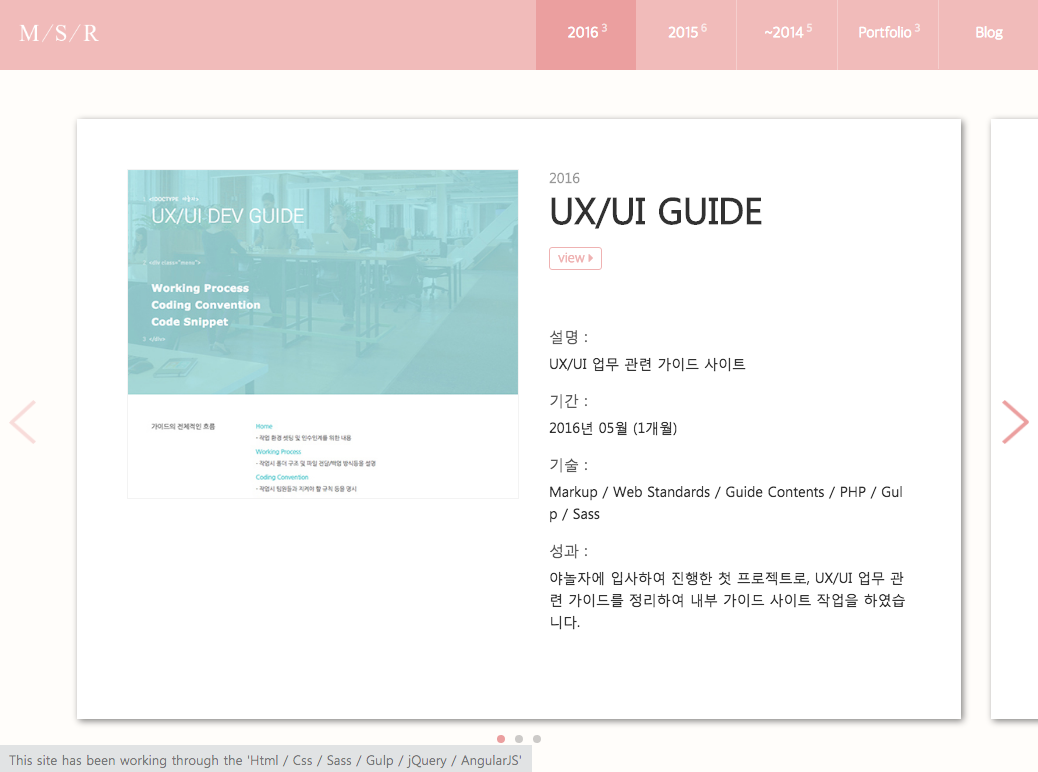 M/S/R
2016 3
2015 6
~2014 5
Portfolio 3
Blog
<!DOCTYPE 야놀자>
UX/UI DEV GUIDE
<div class="inner">
Working Process
Coding Convention
Code Snippet
</div>
가이드의 전체적인 흐름
Home
- 작업 환경 셋팅 및 인수인계를 위한 내용
Working Process
- 작업시 폴더 구조 및 파일 전달/백업 방식등을 설명
Coding Convention
- 작업시 팀원들과 지켜야 할 규칙 등을 명시
2016
UX/UI GUIDE
view
설명 :
UX/UI 업무 관련 가이드 사이트
기간 :
2016년 05월 (1개월)
기술 :
Markup / Web Standards / Guide Contents / PHP / Gul
p / Sass
성과 :
야놀자에 입사하여 진행한 첫 프로젝트로, UX/UI 업무 관
련 가이드를 정리하여 내부 가이드 사이트 작업을 하였습
니다.
This site has been working through the 'Html / Css / Sass / Gulp / jQuery / AngularJS'